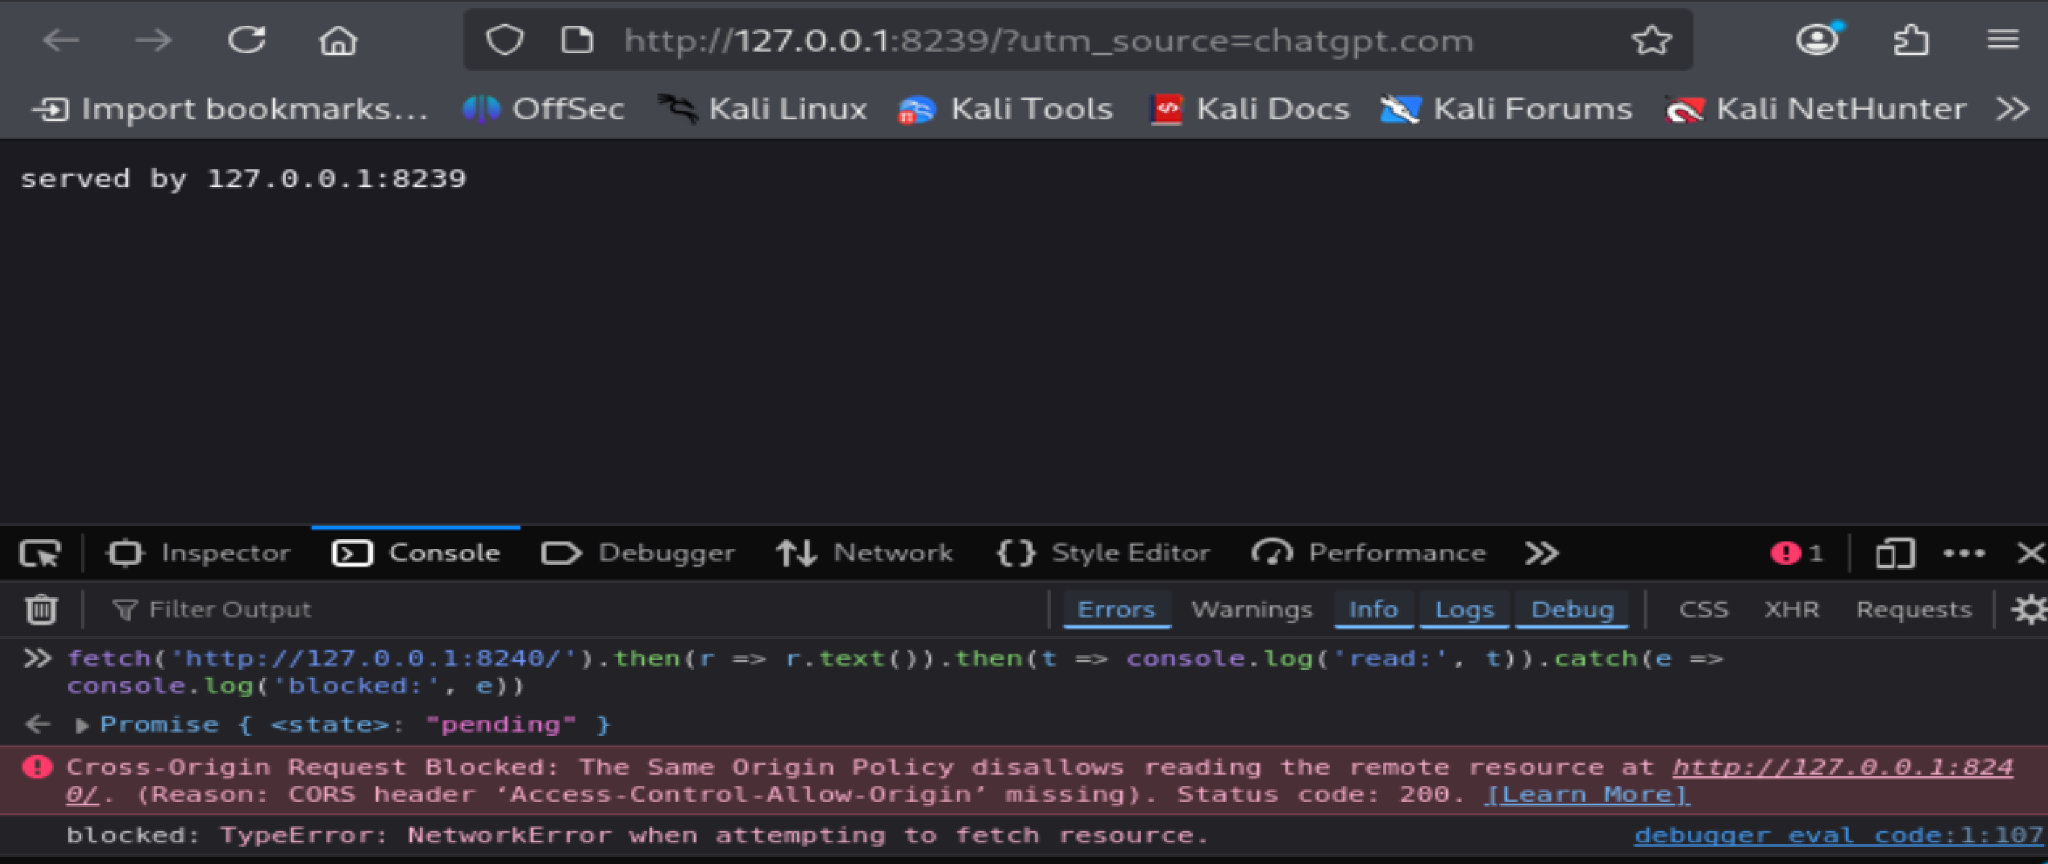 http://127.0.0.1:8239/?utm_source=chatgpt.com
Import bookmarks... OffSec Kali Linux Kali Tools Kali Docs Kali Forums Kali NetHunter
served by 127.0.0.1:8239
Inspector Console Debugger Network Style Editor Performance 1
Filter Output Errors Warnings Info Logs Debug CSS XHR Requests
fetch('http://127.0.0.1:8240/').then(r => r.text()).then(t => console.log('read:', t)).catch(e =>
console.log('blocked:', e))
Promise { <state>: "pending" }
Cross-Origin Request Blocked: The Same Origin Policy disallows reading the remote resource at http://127.0.0.1:824
0/. (Reason: CORS header ‘Access-Control-Allow-Origin’ missing). Status code: 200. [Learn More]
blocked: TypeError: NetworkError when attempting to fetch resource. debugger eval code:1:107